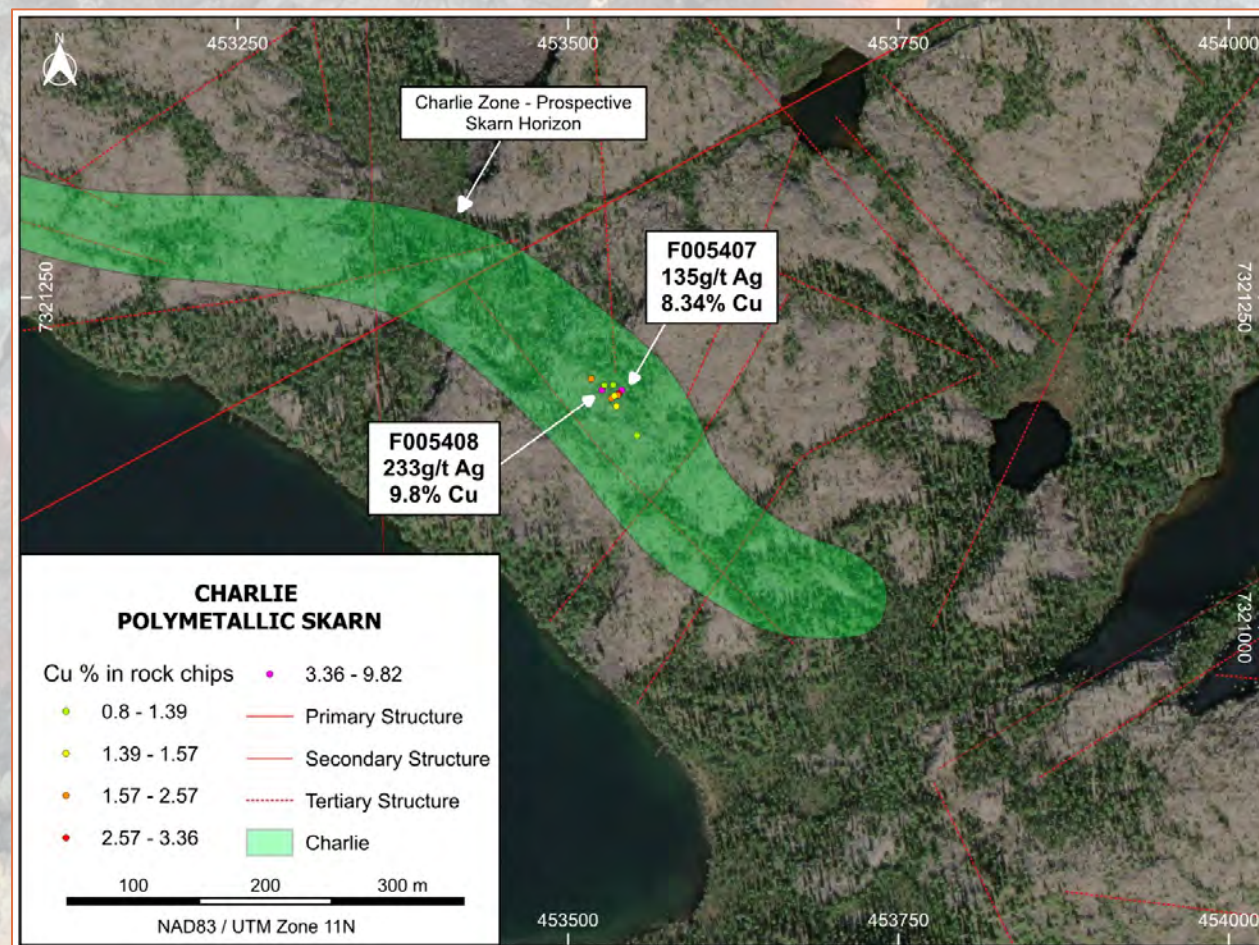 N
453250
453500
453750
454000
Charlie Zone - Prospective
Skarn Horizon
F005407
135g/t Ag
8.34% Cu
7321250
7321250
F005408
233g/t Ag
9.8% Cu
7321000
CHARLIE
POLYMETALLIC SKARN
Cu % in rock chips
0.8 - 1.39
1.39 - 1.57
1.57 - 2.57
2.57 - 3.36
3.36 - 9.82
Primary Structure
Secondary Structure
Tertiary Structure
Charlie
100 200 300 m
NAD83 / UTM Zone 11N
453500
453750
454000